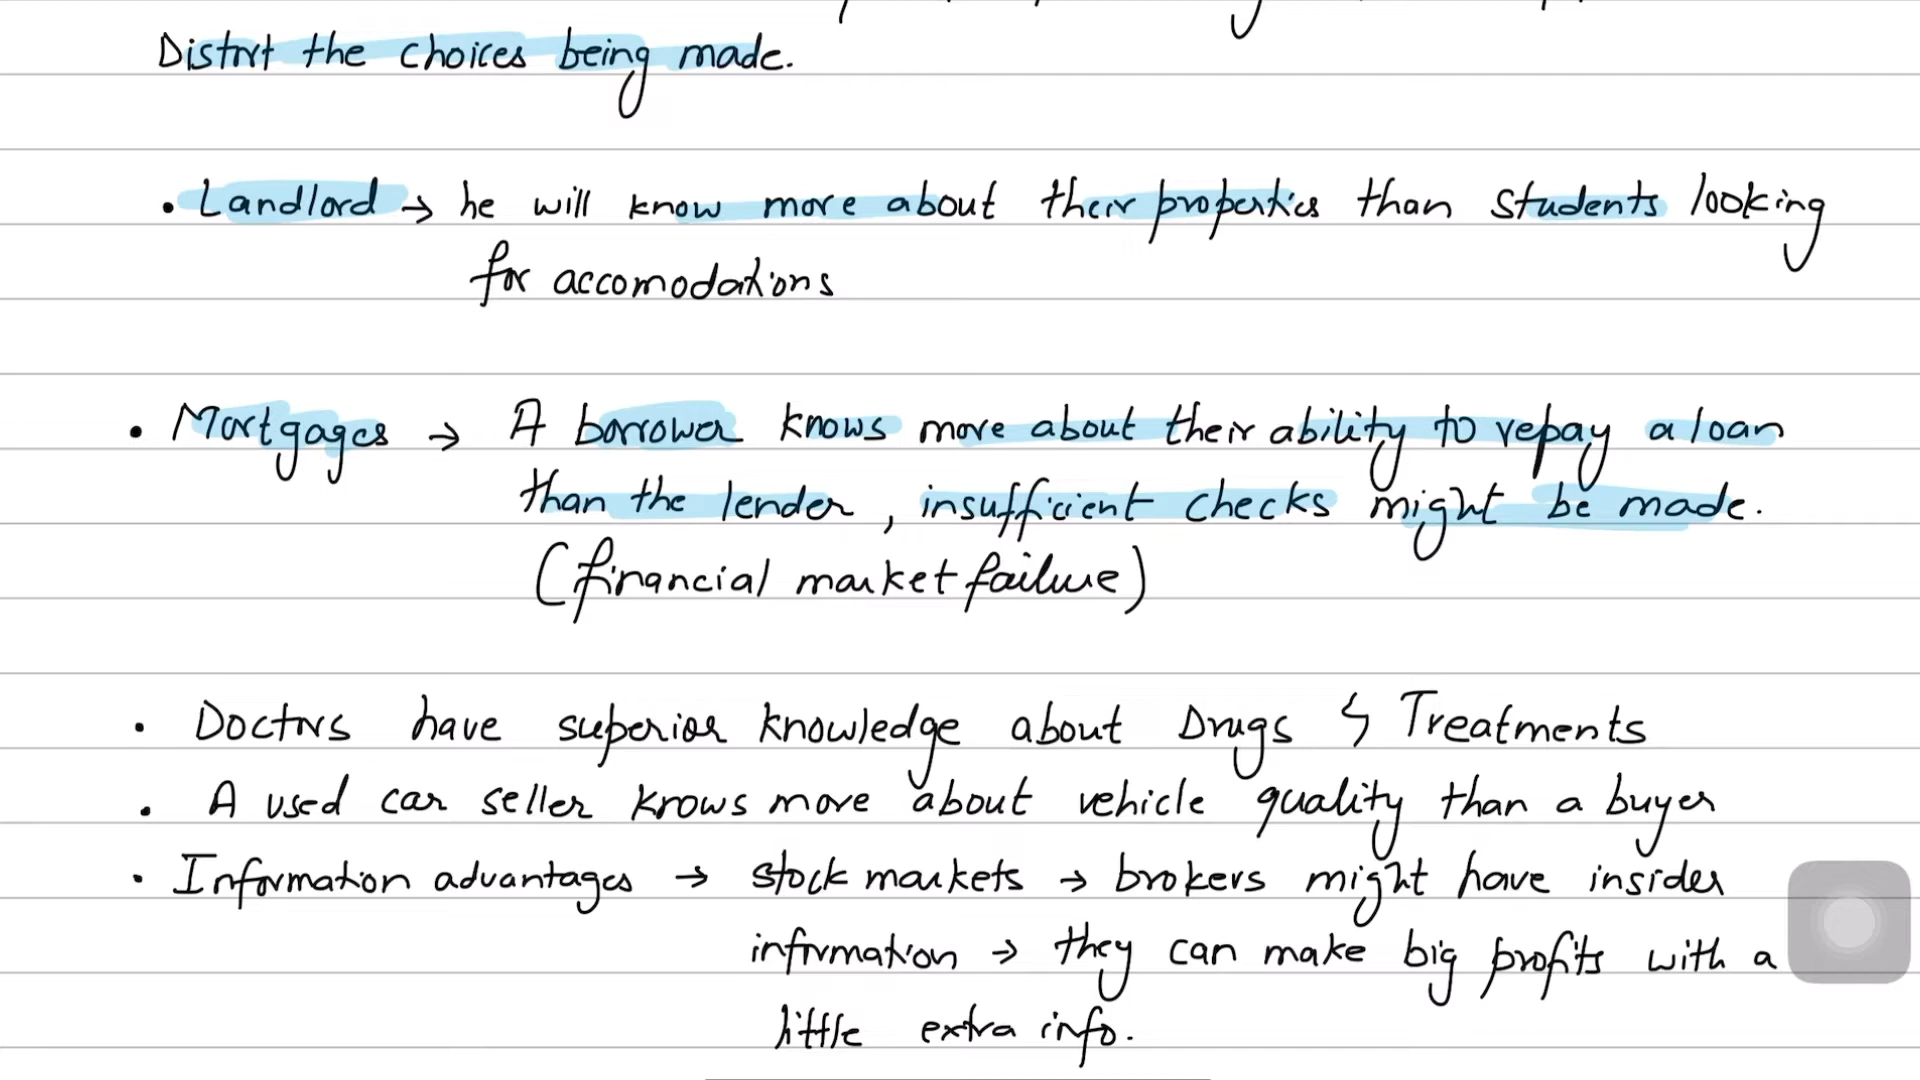 Distort the choices being made.
• Landlord → he will know more about their properties than students looking
for accomodations
• Mortgages → A borrower knows more about their ability to repay a loan
than the lender, insufficient checks might be made.
(financial market failure)
• Doctors have superior knowledge about Drugs & Treatments
• A used car seller knows more about vehicle quality than a buyer
• Information advantages → stock markets → brokers might have insider
information → they can make big profits with a
little extra info.